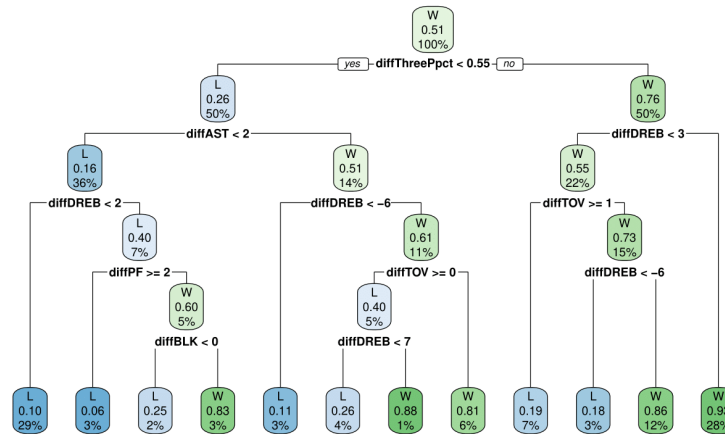 W
0.51
100%
yes diffThreePpct < 0.55 no
L
0.26
50%
W
0.76
50%
diffAST < 2
diffDREB < 3
L
0.16
36%
W
0.51
14%
W
0.55
22%
diffDREB < 2
diffDREB < −6
diffTOV >= 1
L
0.40
7%
W
0.61
11%
W
0.73
15%
diffPF >= 2
diffTOV >= 0
diffDREB < −6
W
0.60
5%
L
0.40
5%
diffBLK < 0
diffDREB < 7
L
0.10
29%
L
0.06
3%
L
0.25
2%
W
0.83
3%
L
0.11
3%
L
0.26
4%
W
0.88
1%
W
0.81
6%
L
0.19
7%
L
0.18
3%
W
0.86
12%
W
28%